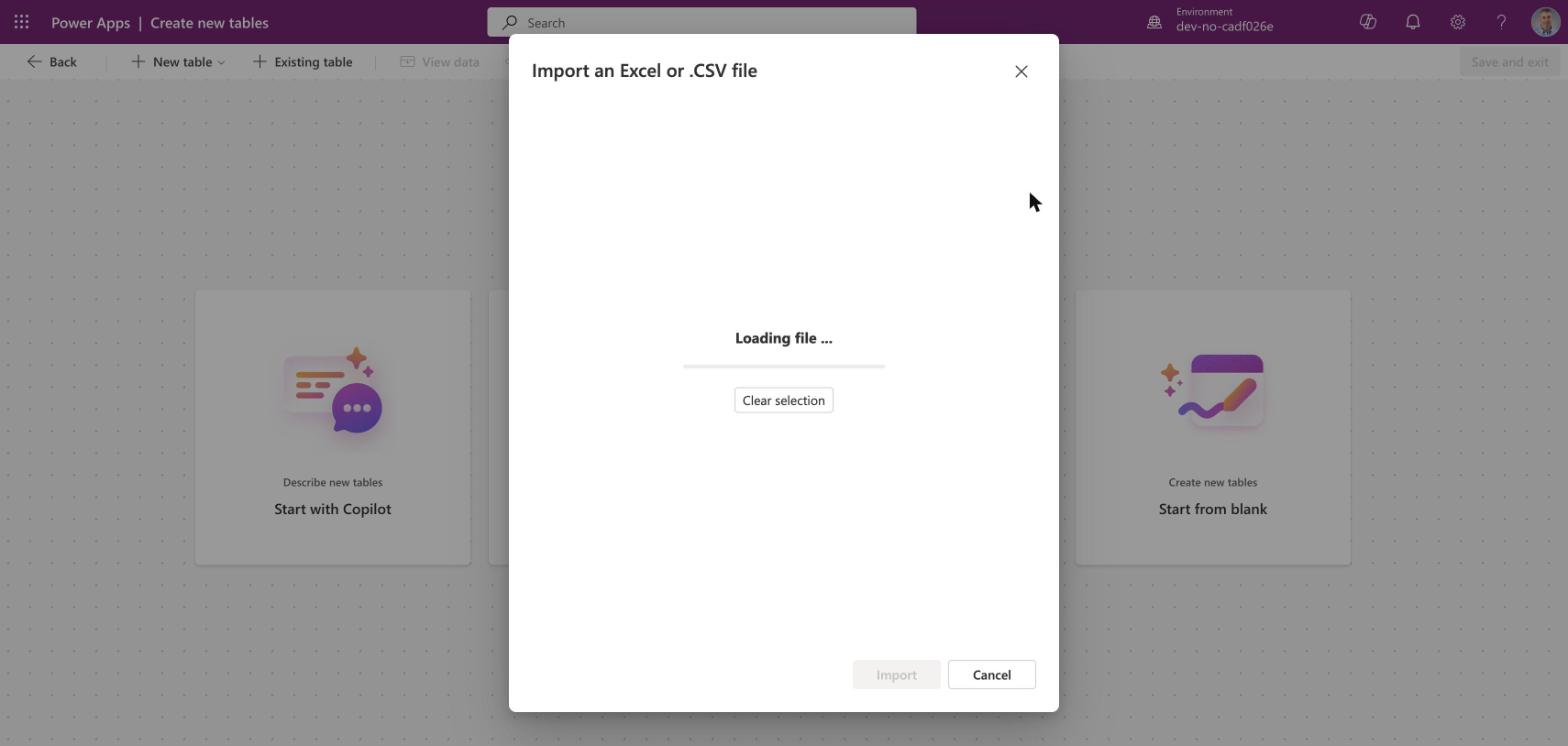 Power Apps | Create new tables
Search
Environment
dev-no-cadf026e
Back
New table
Existing table
View data
Save and exit
Import an Excel or .CSV file
Loading file ...
Clear selection
Describe new tables
Start with Copilot
Create new tables
Start from blank
Import
Cancel